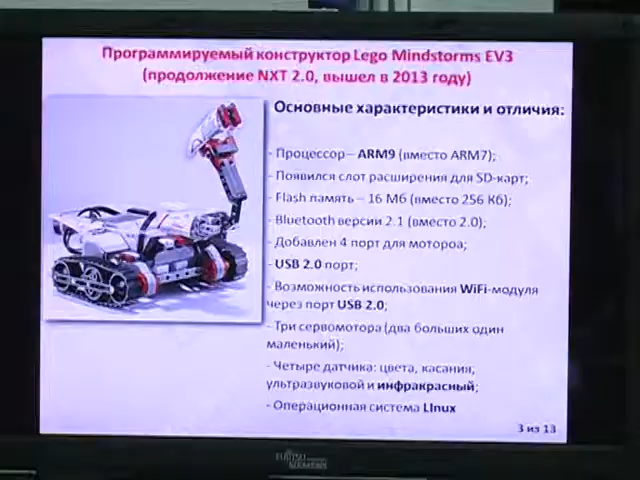 Программируемый конструктор Lego Mindstorms EV3
(продолжение NXT 2.0, вышел в 2013 году)
Основные характеристики и отличия:
- Процессор – ARM9 (вместо ARM7);
- Появился слот расширения для SD-карт;
- Flash память – 16 Мб (вместо 256 Кб);
- Bluetooth версии 2.1 (вместо 2.0);
- Добавлен 4 порт для мотороа;
- USB 2.0 порт;
- Возможность использования WiFi-модуля
через порт USB 2.0;
- Три сервомотора (два больших один
маленький);
- Четыре датчика: цвета, касания,
ультразвуковой и инфракрасный;
- Операционная система LInux
3 из 13
FUJITSU
SIEMENS